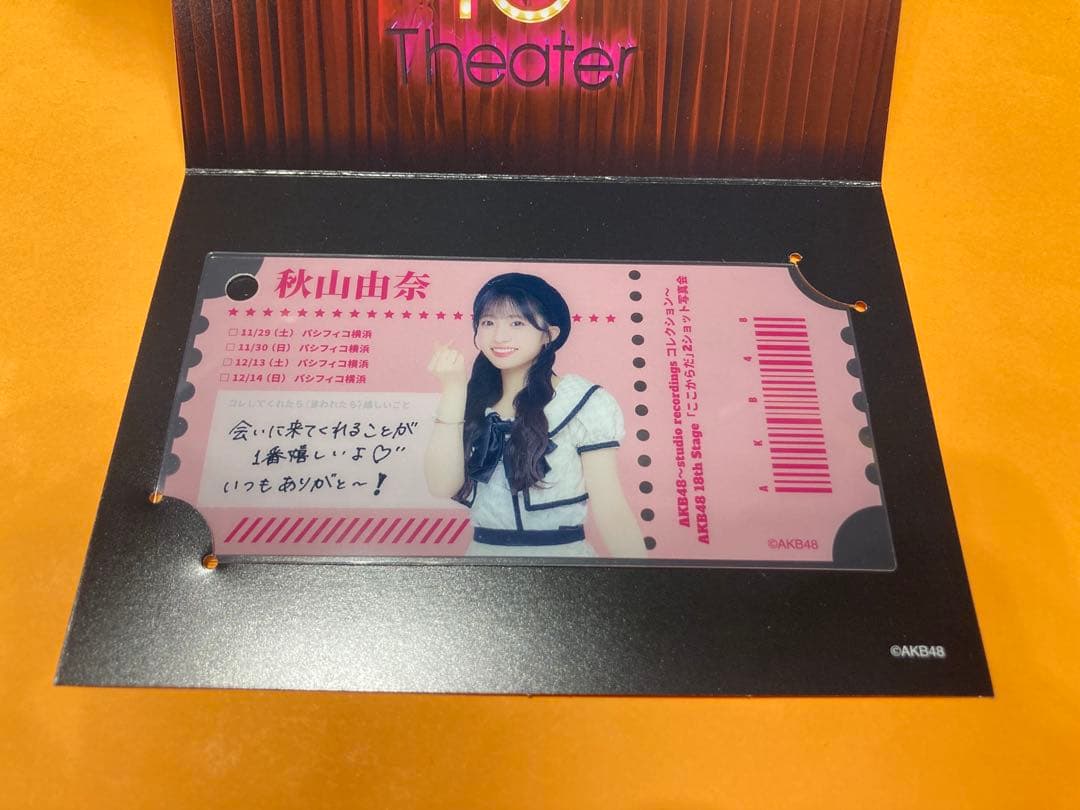 Theater
秋山由奈
★★★★★★★★★★★★★★★★★★★★★★
□ 11/29（土）パシフィコ横浜
□ 11/30（日）パシフィコ横浜
□ 12/13（土）パシフィコ横浜
□ 12/14（日）パシフィコ横浜
コレしてくれたら（言われたら）嬉しいこと
会いに来てくれることが
1番嬉しいよ♡
いつもありがと〜！
AKB48~studio recordings コレクション~
AKB48 18th Stage「ここからだ」2ショット写真会
AKB48
©AKB48
©AKB48